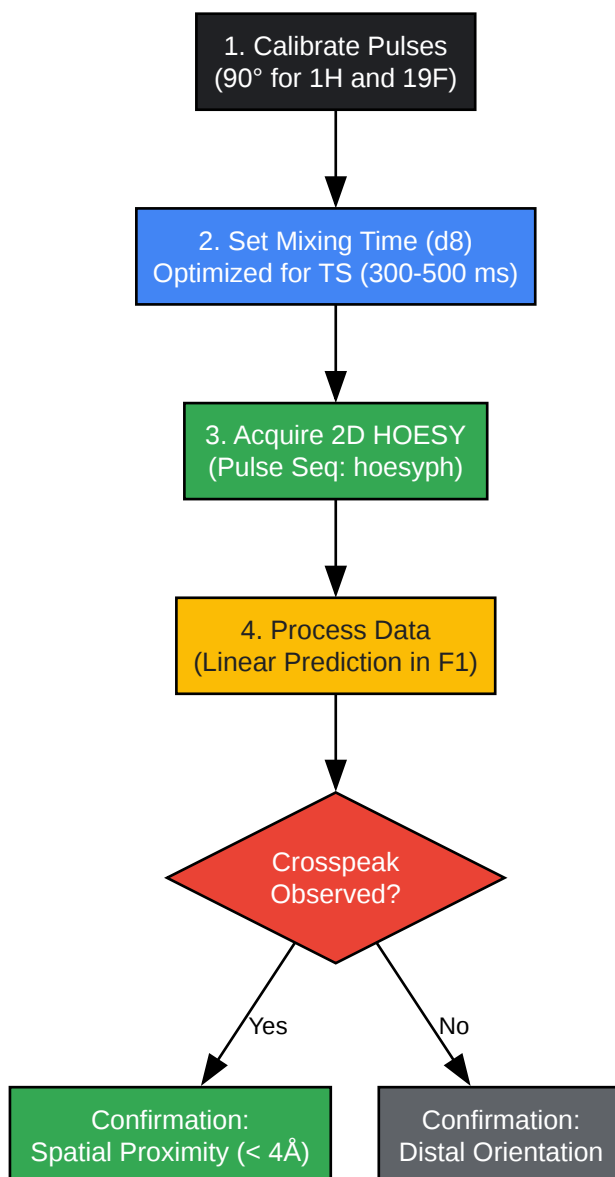 1. Calibrate Pulses
(90° for 1H and 19F)
2. Set Mixing Time (d8)
Optimized for TS (300-500 ms)
3. Acquire 2D HOESY
(Pulse Seq: hoesyph)
4. Process Data
(Linear Prediction in F1)
Crosspeak
Observed?
Yes
No
Confirmation:
Spatial Proximity (< 4Å)
Confirmation:
Distal Orientation